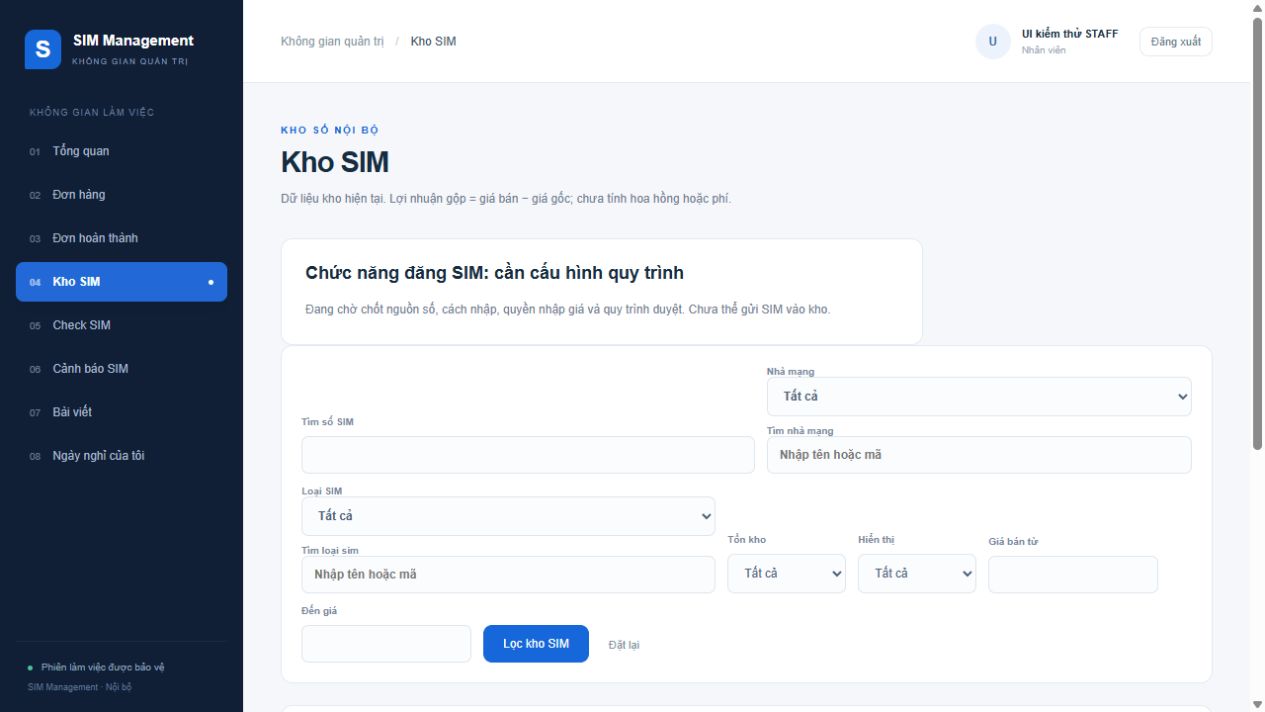 S
SIM Management
KHÔNG GIAN QUẢN TRỊ
KHÔNG GIAN LÀM VIỆC
01 Tổng quan
02 Đơn hàng
03 Đơn hoàn thành
04 Kho SIM
05 Check SIM
06 Cảnh báo SIM
07 Bài viết
08 Ngày nghỉ của tôi
Phiên làm việc được bảo vệ
SIM Management · Nội bộ
Không gian quản trị / Kho SIM
U
UI kiểm thử STAFF
Nhân viên
Đăng xuất
KHO SỐ NỘI BỘ
Kho SIM
Dữ liệu kho hiện tại. Lợi nhuận gộp = giá bán − giá gốc; chưa tính hoa hồng hoặc phí.
Chức năng đăng SIM: cần cấu hình quy trình
Đang chờ chốt nguồn số, cách nhập, quyền nhập giá và quy trình duyệt. Chưa thể gửi SIM vào kho.
Nhà mạng
Tất cả
Tìm số SIM
Tìm nhà mạng
Nhập tên hoặc mã
Loại SIM
Tất cả
Tìm loại sim
Nhập tên hoặc mã
Tồn kho
Tất cả
Hiển thị
Tất cả
Giá bán từ
Đến giá
Lọc kho SIM
Đặt lại